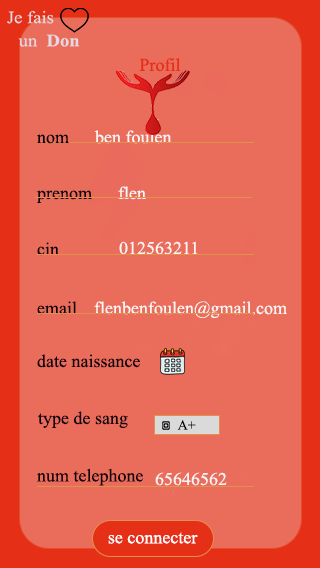 Je fais
un Don
Profil
nom ben foulen
prenom flen
cin 012563211
email flenbenfoulen@gmail.com
date naissance
type de sang A+
num telephone 65646562
se connecter